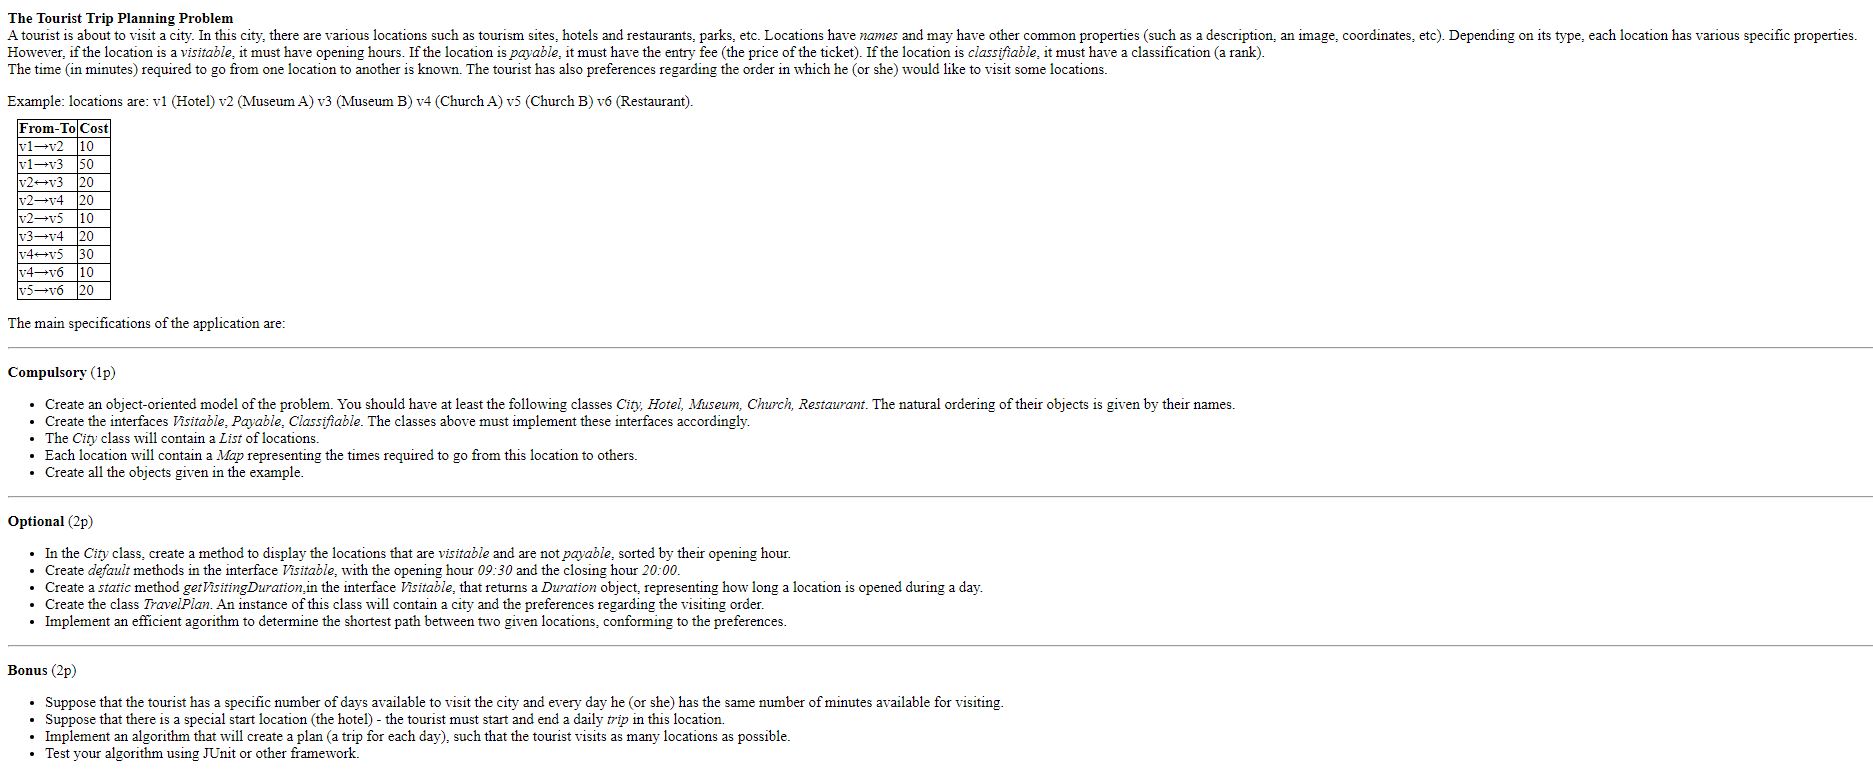 The Tourist Trip Planning Problem
A tourist is about to visit a city. In this city, there are various locations such as tourism sites, hotels and restaurants, parks, etc. Locations have names and may have other common properties (such as a description, an image, coordinates, etc). Depending on its type, each location has various specific properties.
However, if the location is a visitable, it must have opening hours. If the location is payable, it must have the entry fee (the price of the ticket). If the location is classifiable, it must have a classification (a rank).
The time (in minutes) required to go from one location to another is known. The tourist has also preferences regarding the order in which he (or she) would like to visit some locations.
Example: locations are: v1 (Hotel) v2 (Museum A) v3 (Museum B) v4 (Church A) v5 (Church B) v6 (Restaurant).
From-To Cost
v1→v2 10
v1→v3 50
v2↔v3 20
v2→v4 20
v2→v5 10
v3→v4 20
v4↔v5 30
v4→v6 10
v5→v6 20
The main specifications of the application are:
Compulsory (1p)
• Create an object-oriented model of the problem. You should have at least the following classes City, Hotel, Museum, Church, Restaurant. The natural ordering of their objects is given by their names.
• Create the interfaces Visitable, Payable, Classifiable. The classes above must implement these interfaces accordingly.
• The City class will contain a List of locations.
• Each location will contain a Map representing the times required to go from this location to others.
• Create all the objects given in the example.
Optional (2p)
• In the City class, create a method to display the locations that are visitable and are not payable, sorted by their opening hour.
• Create default methods in the interface Visitable, with the opening hour 09:30 and the closing hour 20:00.
• Create a static method getVisitingDuration,in the interface Visitable, that returns a Duration object, representing how long a location is opened during a day.
• Create the class TravelPlan. An instance of this class will contain a city and the preferences regarding the visiting order.
• Implement an efficient agorithm to determine the shortest path between two given locations, conforming to the preferences.
Bonus (2p)
• Suppose that the tourist has a specific number of days available to visit the city and every day he (or she) has the same number of minutes available for visiting.
• Suppose that there is a special start location (the hotel) - the tourist must start and end a daily trip in this location.
• Implement an algorithm that will create a plan (a trip for each day), such that the tourist visits as many locations as possible.
• Test your algorithm using JUnit or other framework.